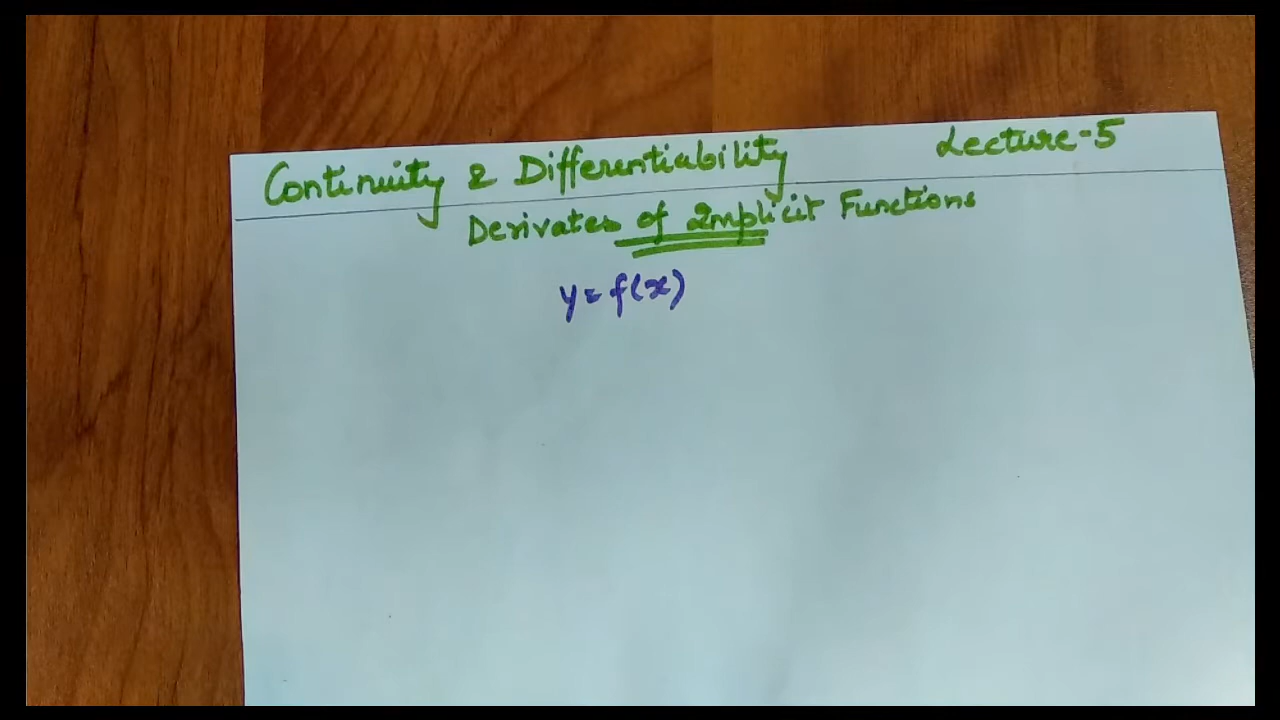 Continuity & Differentiability Lecture-5
Derivates of Implicit Functions
y = f(x)